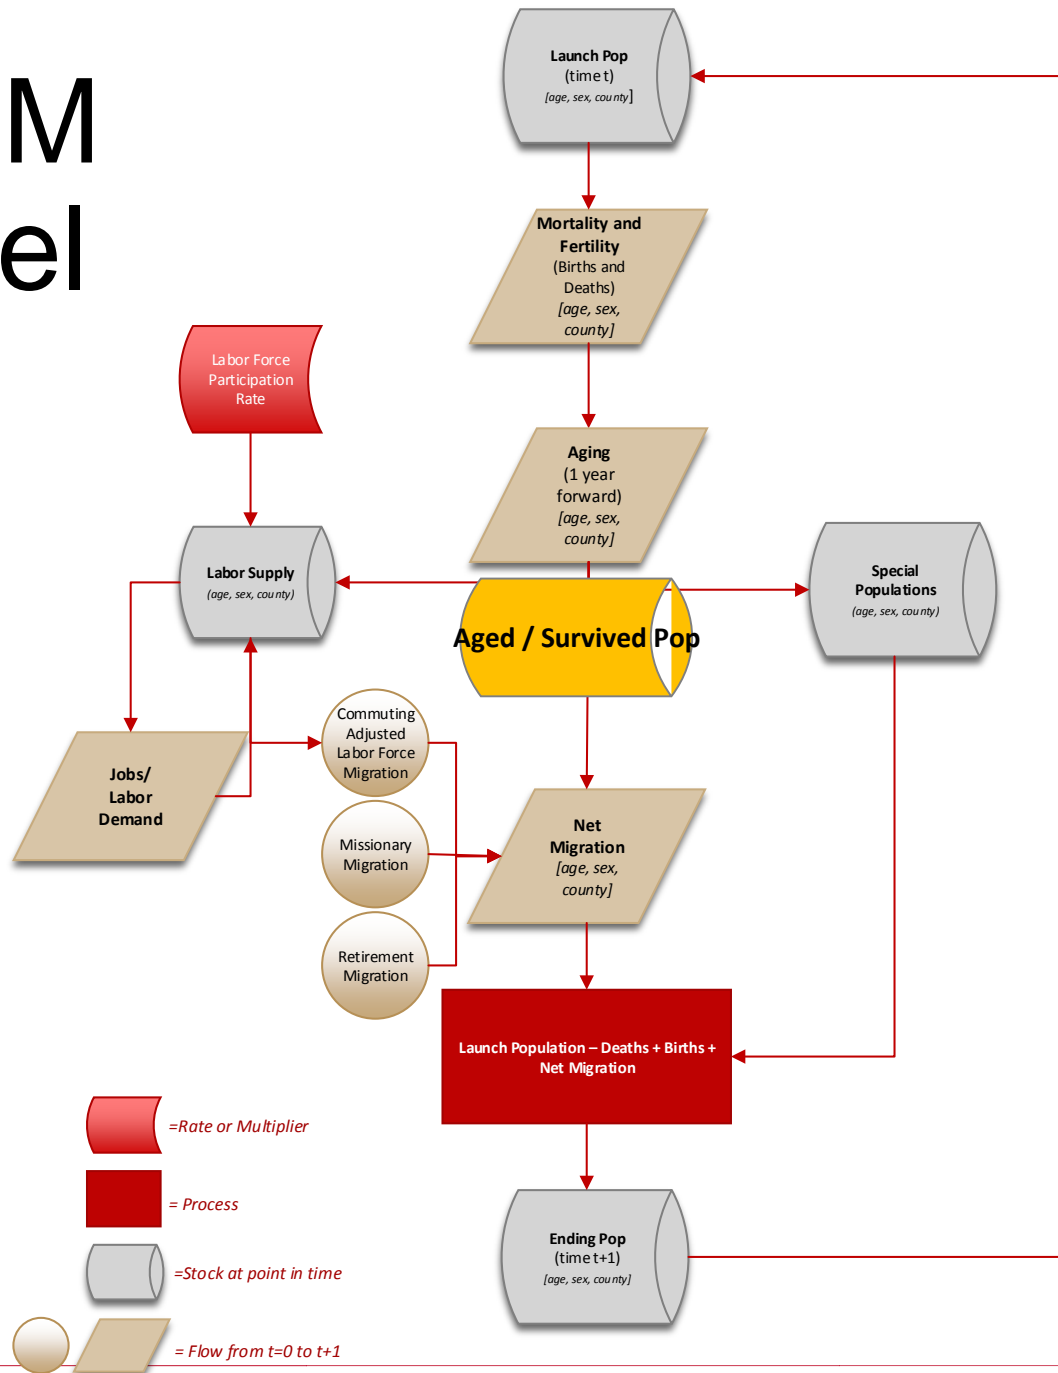 M
el
Launch Pop
(time t)
[age, sex, county]
Mortality and
Fertility
(Births and
Deaths)
[age, sex,
county]
Labor Force
Participation
Rate
Aging
(1 year
forward)
[age, sex,
county]
Labor Supply
(age, sex, county)
Special
Populations
(age, sex, county)
Aged / Survived Pop
Commuting
Adjusted
Labor Force
Migration
Jobs/
Labor
Demand
Missionary
Migration
Net
Migration
[age, sex,
county]
Retirement
Migration
Launch Population – Deaths + Births +
Net Migration
=Rate or Multiplier
= Process
Ending Pop
(time t+1)
[age, sex, county]
=Stock at point in time
= Flow from t=0 to t+1